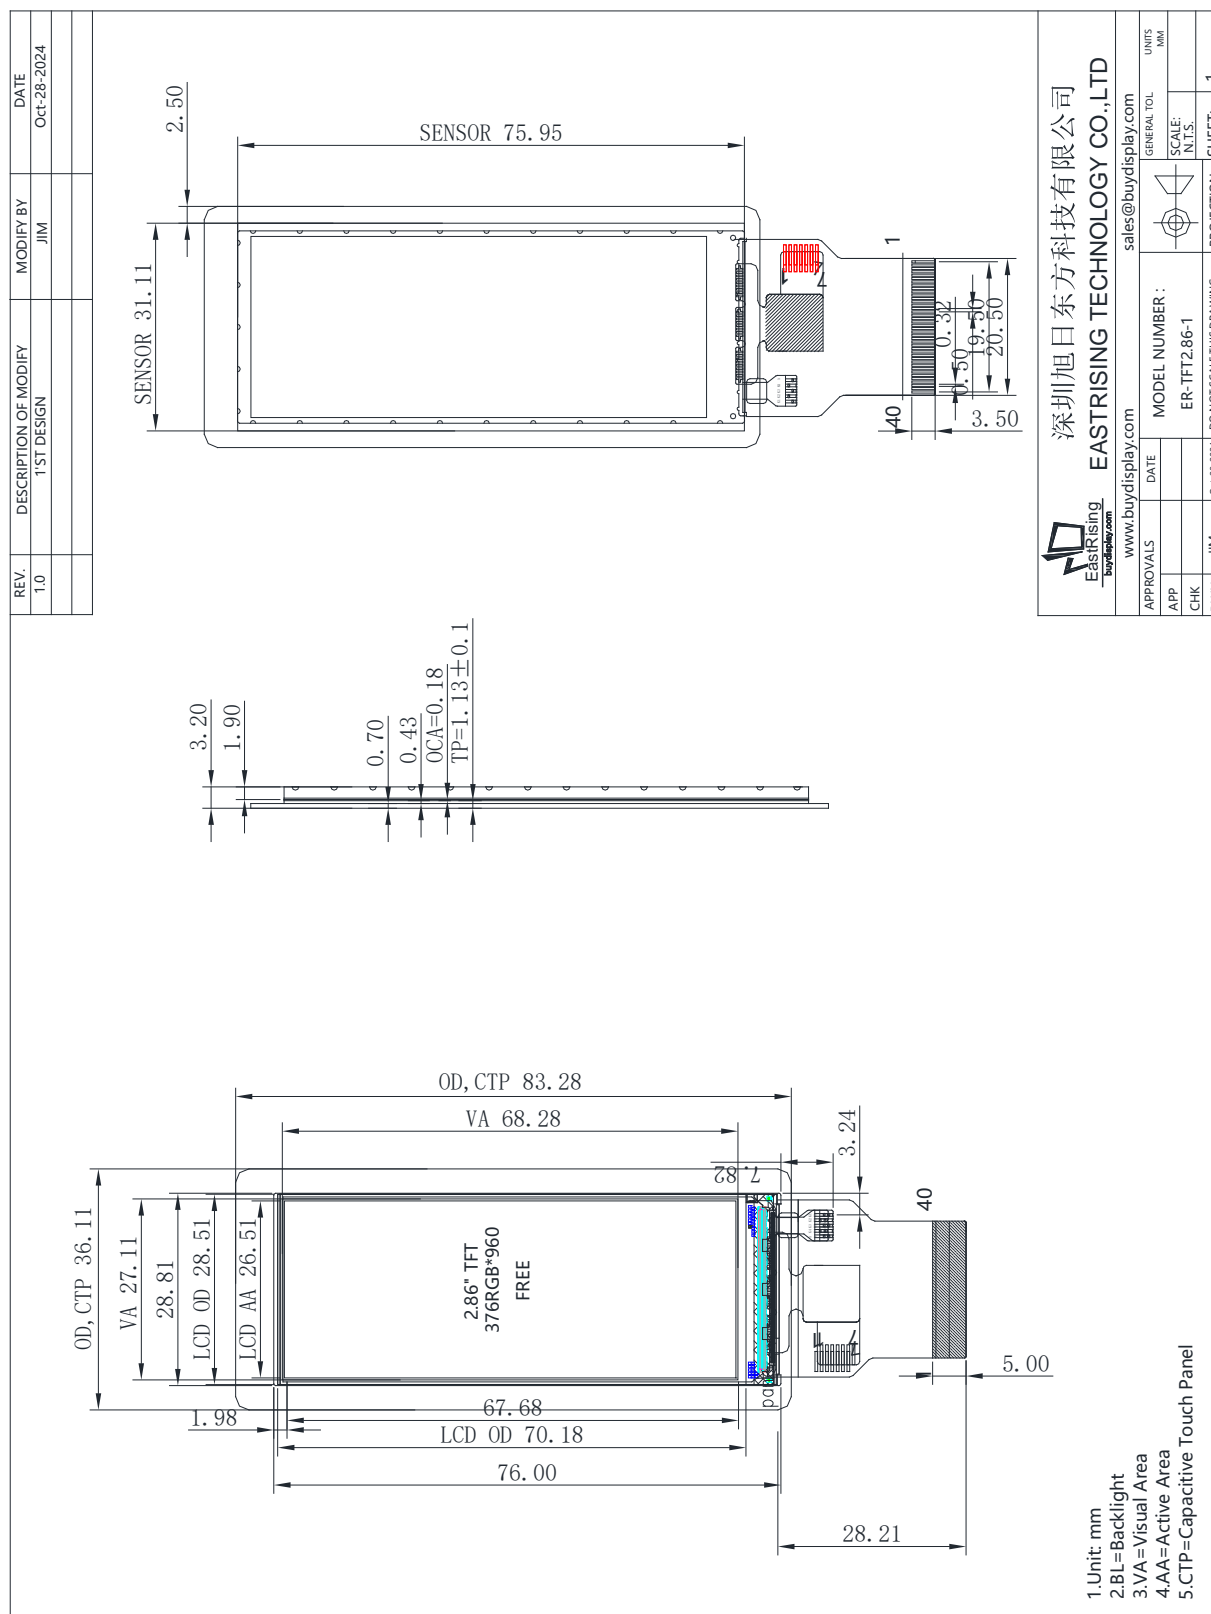 REV.
DESCRIPTION OF MODIFY
MODIFY BY
DATE
1.0
1'ST DESIGN
JIM
Oct-28-2024
2.50
SENSOR 75.95
SENSOR 31.11
1
1
7
40
0.32
0.50
19.50
20.50
3.50
3.20
1.90
0.70
0.43
OCA=0.18
TP=1.13±0.1
OD,CTP 83.28
VA 68.28
OD,CTP 36.11
VA 27.11
28.81
LCD OD 28.51
LCD AA 26.51
2.86" TFT
376RGB*960
FREE
7.82
3.24
40
5.00
1.98
67.68
LCD OD 70.18
76.00
28.21
1.Unit: mm
2.BL=Backlight
3.VA=Visual Area
4.AA=Active Area
5.CTP=Capacitive Touch Panel
深圳旭日东方科技有限公司
EASTRISING TECHNOLOGY CO.,LTD
EastRising
buydisplay.com
www.buydisplay.com
sales@buydisplay.com
APPROVALS
DATE
MODEL NUMBER :
ER-TFT2.86-1
GENERAL TOL
UNITS
MM
APP
SCALE:
N.T.S.
CHK